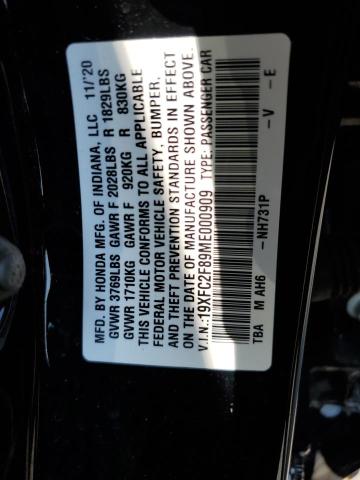 MFD. BY HONDA MFG. OF INDIANA, LLC 11/20
GVWR 3769LBS GAWR F 2028LBS R 1829LBS
GVWR 1710KG GAWR F 920KG R 830KG
THIS VEHICLE CONFORMS TO ALL APPLICABLE
FEDERAL MOTOR VEHICLE SAFETY, BUMPER,
AND THEFT PREVENTION STANDARDS IN EFFECT
ON THE DATE OF MANUFACTURE SHOWN ABOVE.
V.I.N.:19XFC2F89ME000909 TYPE: PASSENGER CAR
TBA M AH6 -NH731P -V -E